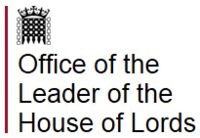 Office of the
Leader of the
House of Lords